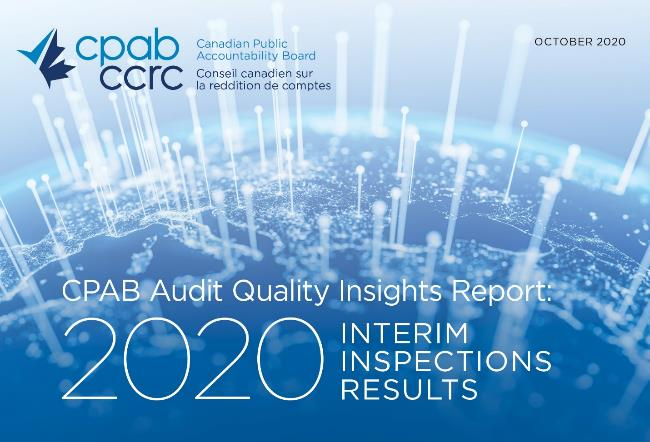 cpab
ccrc
Canadian Public
Accountability Board
Conseil canadien sur
la reddition de comptes
OCTOBER 2020
CPAB Audit Quality Insights Report:
2020
INTERIM
INSPECTIONS
RESULTS